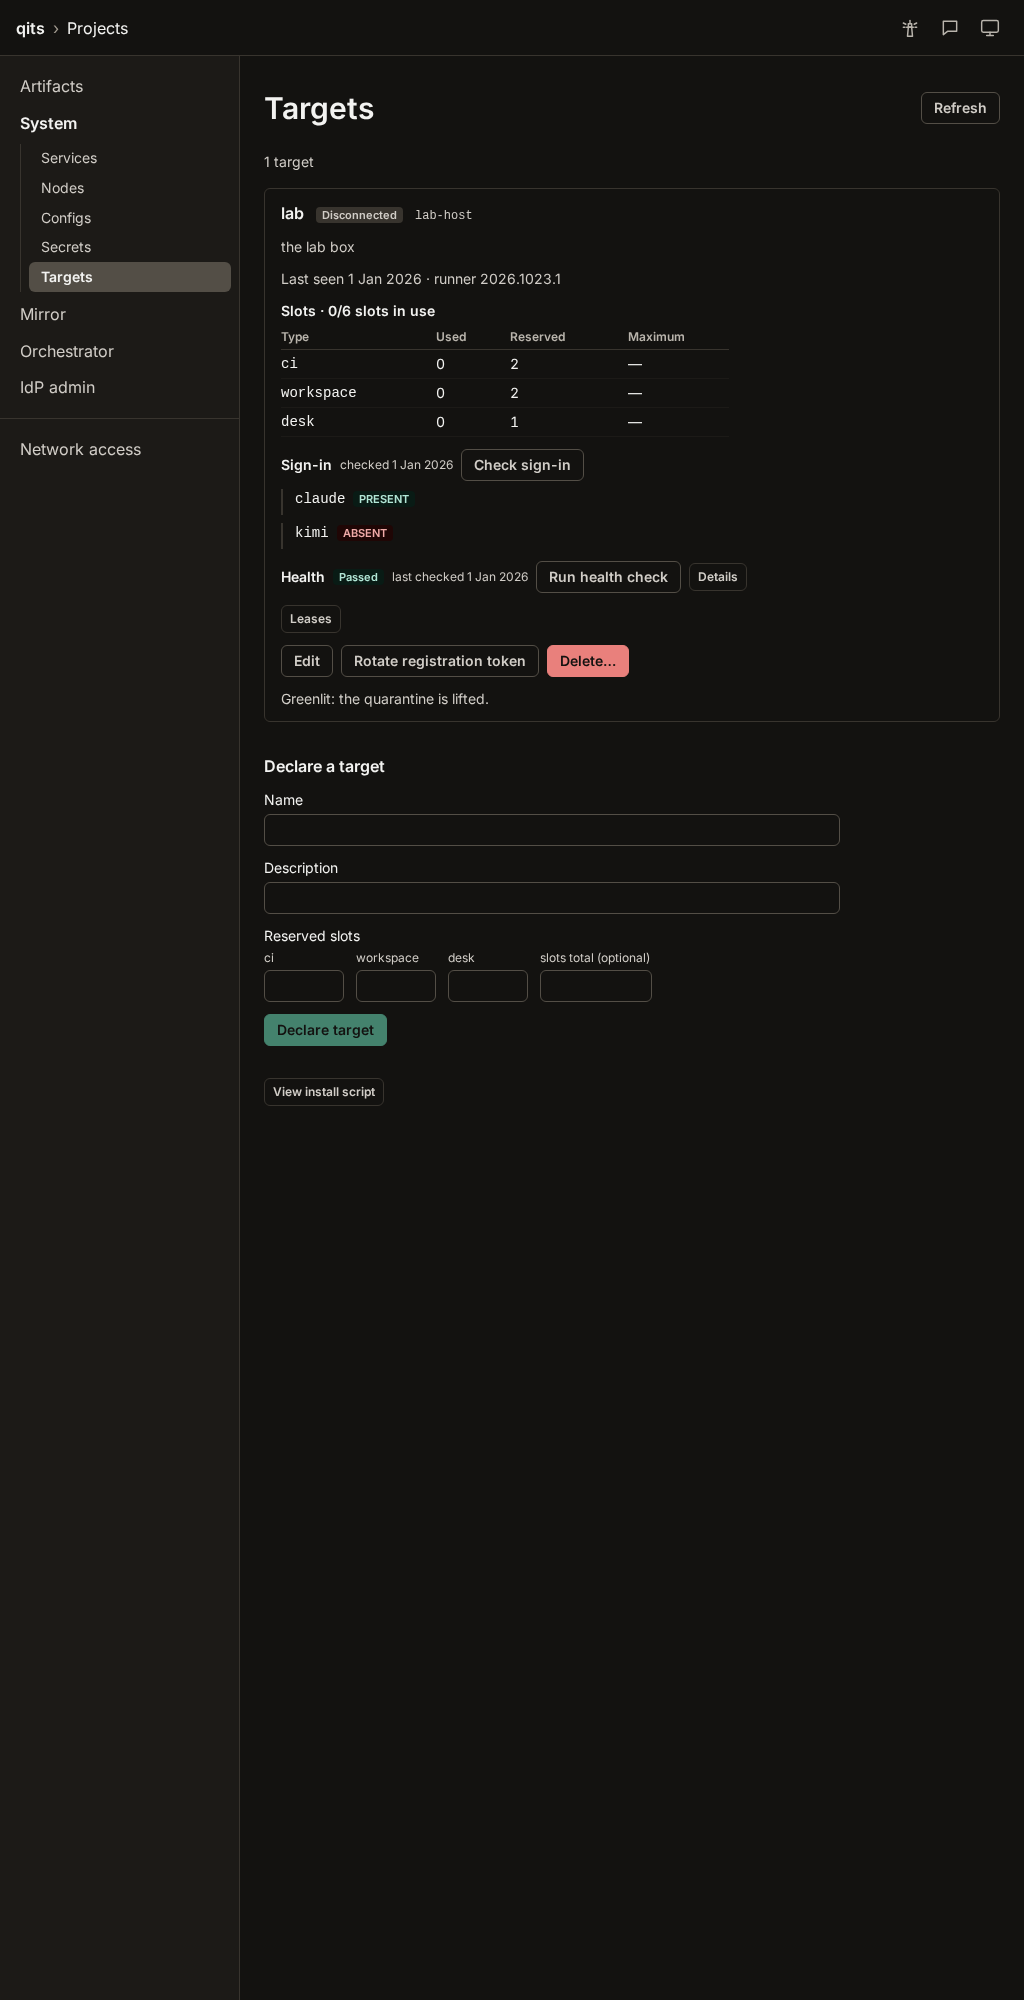 qits › Projects
Artifacts
System
Services
Nodes
Configs
Secrets
Targets
Mirror
Orchestrator
IdP admin
Network access
Targets
Refresh
1 target
lab Disconnected lab-host
the lab box
Last seen 1 Jan 2026 · runner 2026.1023.1
Slots · 0/6 slots in use
Type Used Reserved Maximum
ci 0 2 —
workspace 0 2 —
desk 0 1 —
Sign-in checked 1 Jan 2026 Check sign-in
claude PRESENT
kimi ABSENT
Health Passed last checked 1 Jan 2026 Run health check Details
Leases
Edit Rotate registration token Delete…
Greenlit: the quarantine is lifted.
Declare a target
Name
Description
Reserved slots
ci workspace desk slots total (optional)
Declare target
View install script